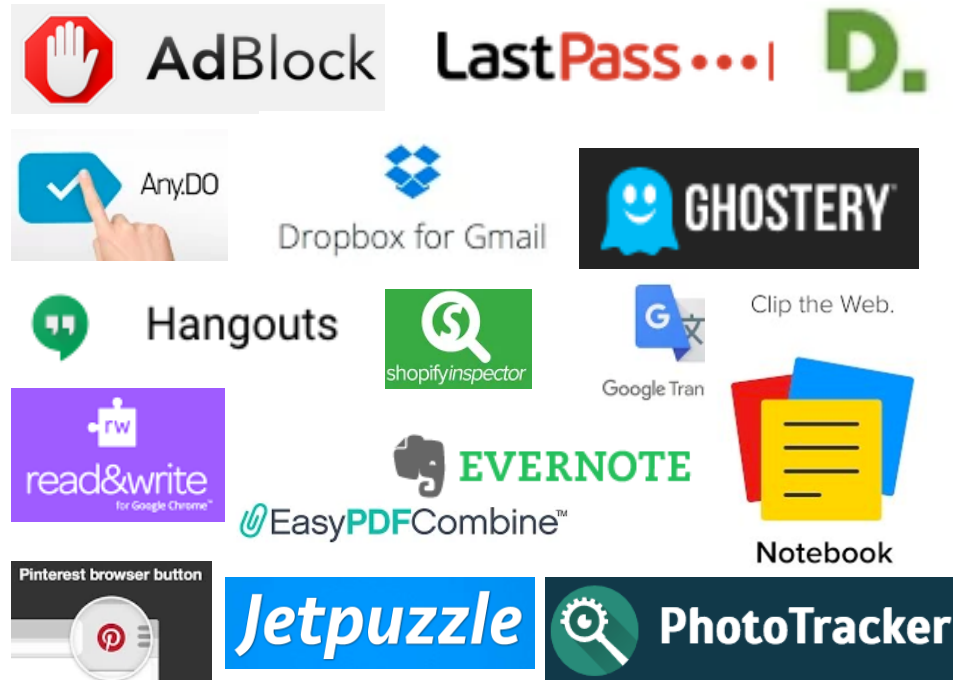 AdBlock
LastPass
D.
Any.DO
Dropbox for Gmail
GHOSTERY
Hangouts
shopifyinspector
G
文
Google Tran
Clip the Web.
rw
read&write
for Google Chrome™
EVERNOTE
EasyPDFCombine™
Notebook
Pinterest browser button
Jetpuzzle
PhotoTracker